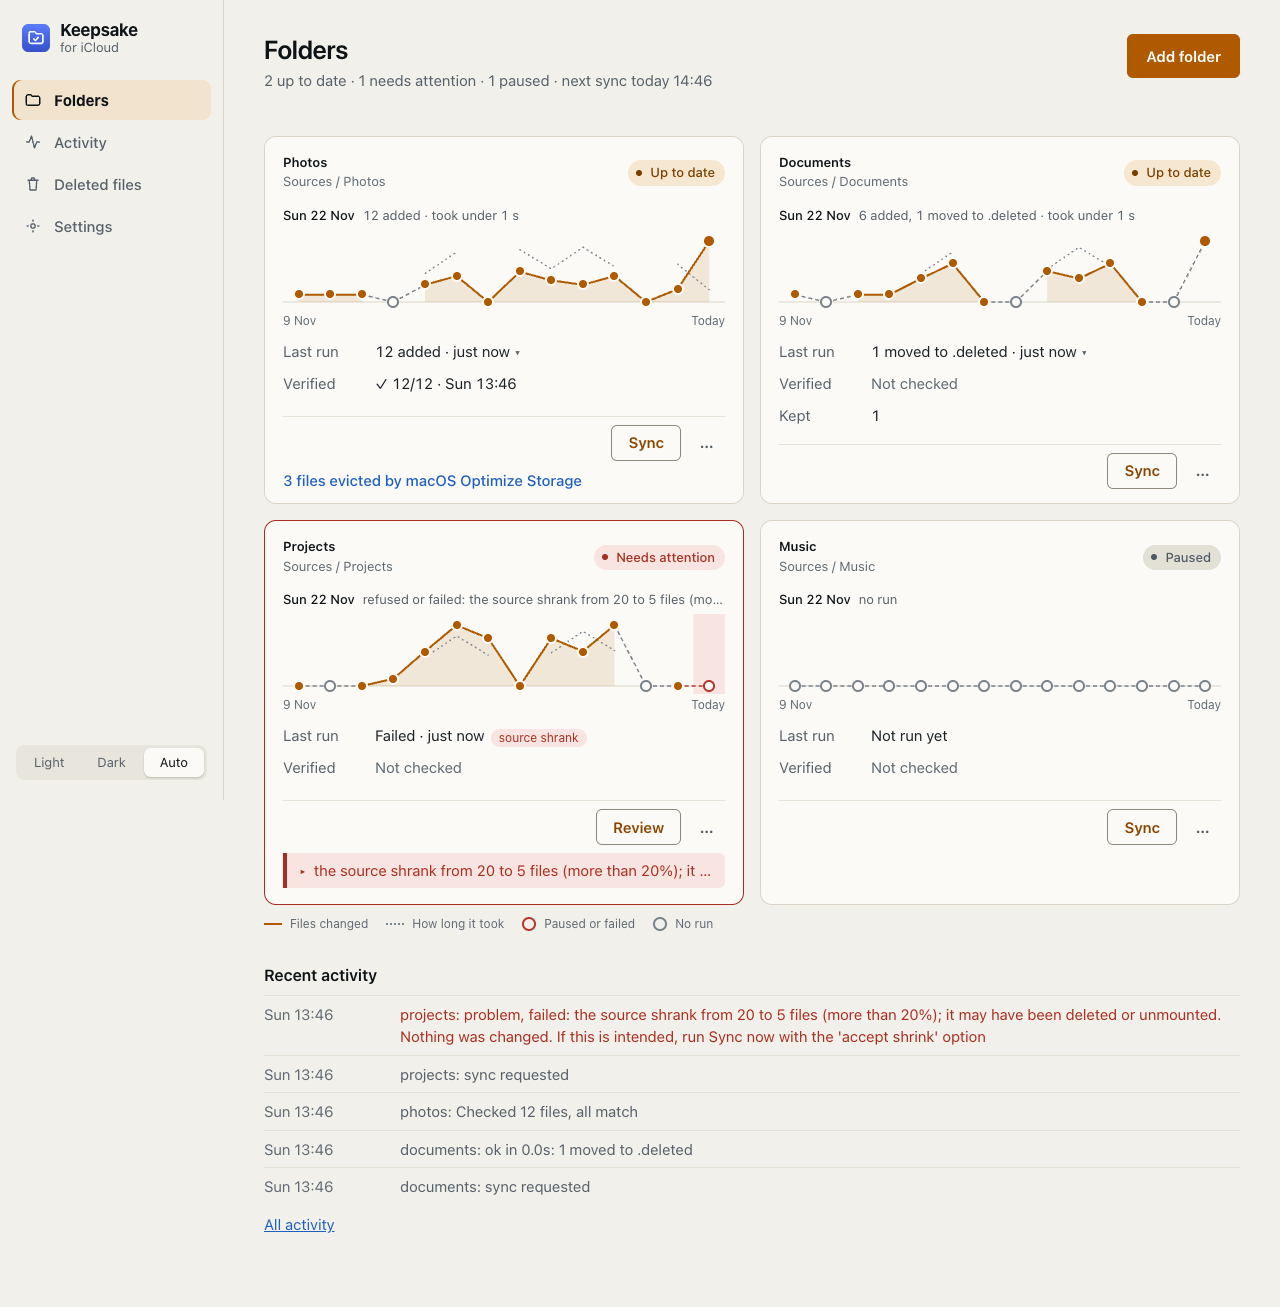 Keepsake
for iCloud
Folders
Activity
Deleted files
Settings
Light Dark Auto
Folders
2 up to date · 1 needs attention · 1 paused · next sync today 14:46
Add folder
Photos
Sources / Photos
Up to date
Sun 22 Nov 12 added · took under 1 s
9 Nov Today
Last run 12 added · just now ▾
Verified ✓ 12/12 · Sun 13:46
Sync ...
3 files evicted by macOS Optimize Storage
Documents
Sources / Documents
Up to date
Sun 22 Nov 6 added, 1 moved to .deleted · took under 1 s
9 Nov Today
Last run 1 moved to .deleted · just now ▾
Verified Not checked
Kept 1
Sync ...
Projects
Sources / Projects
Needs attention
Sun 22 Nov refused or failed: the source shrank from 20 to 5 files (mo...
9 Nov Today
Last run Failed · just now source shrank
Verified Not checked
Review ...
▸ the source shrank from 20 to 5 files (more than 20%); it ...
Music
Sources / Music
Paused
Sun 22 Nov no run
9 Nov Today
Last run Not run yet
Verified Not checked
Sync ...
Files changed How long it took Paused or failed No run
Recent activity
Sun 13:46 projects: problem, failed: the source shrank from 20 to 5 files (more than 20%); it may have been deleted or unmounted.
Nothing was changed. If this is intended, run Sync now with the 'accept shrink' option
Sun 13:46 projects: sync requested
Sun 13:46 photos: Checked 12 files, all match
Sun 13:46 documents: ok in 0.0s: 1 moved to .deleted
Sun 13:46 documents: sync requested
All activity